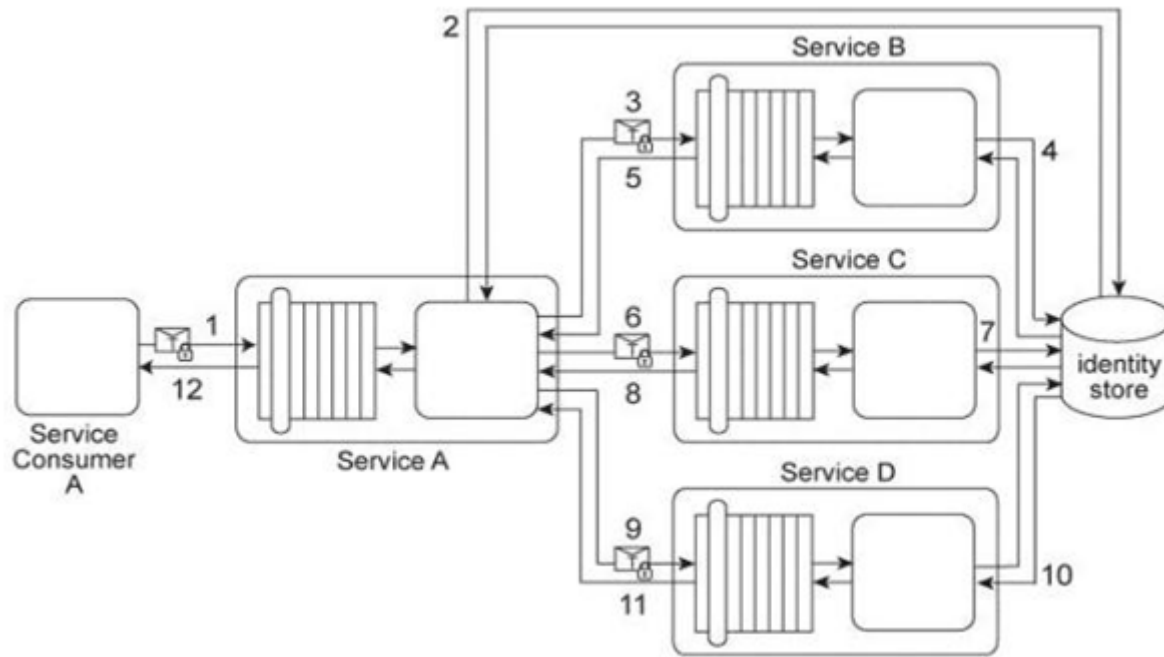 2
Service B
3
4
5
Service C
1
6
7
identity
store
12
8
Service
Consumer
A
Service A
Service D
9
10
11